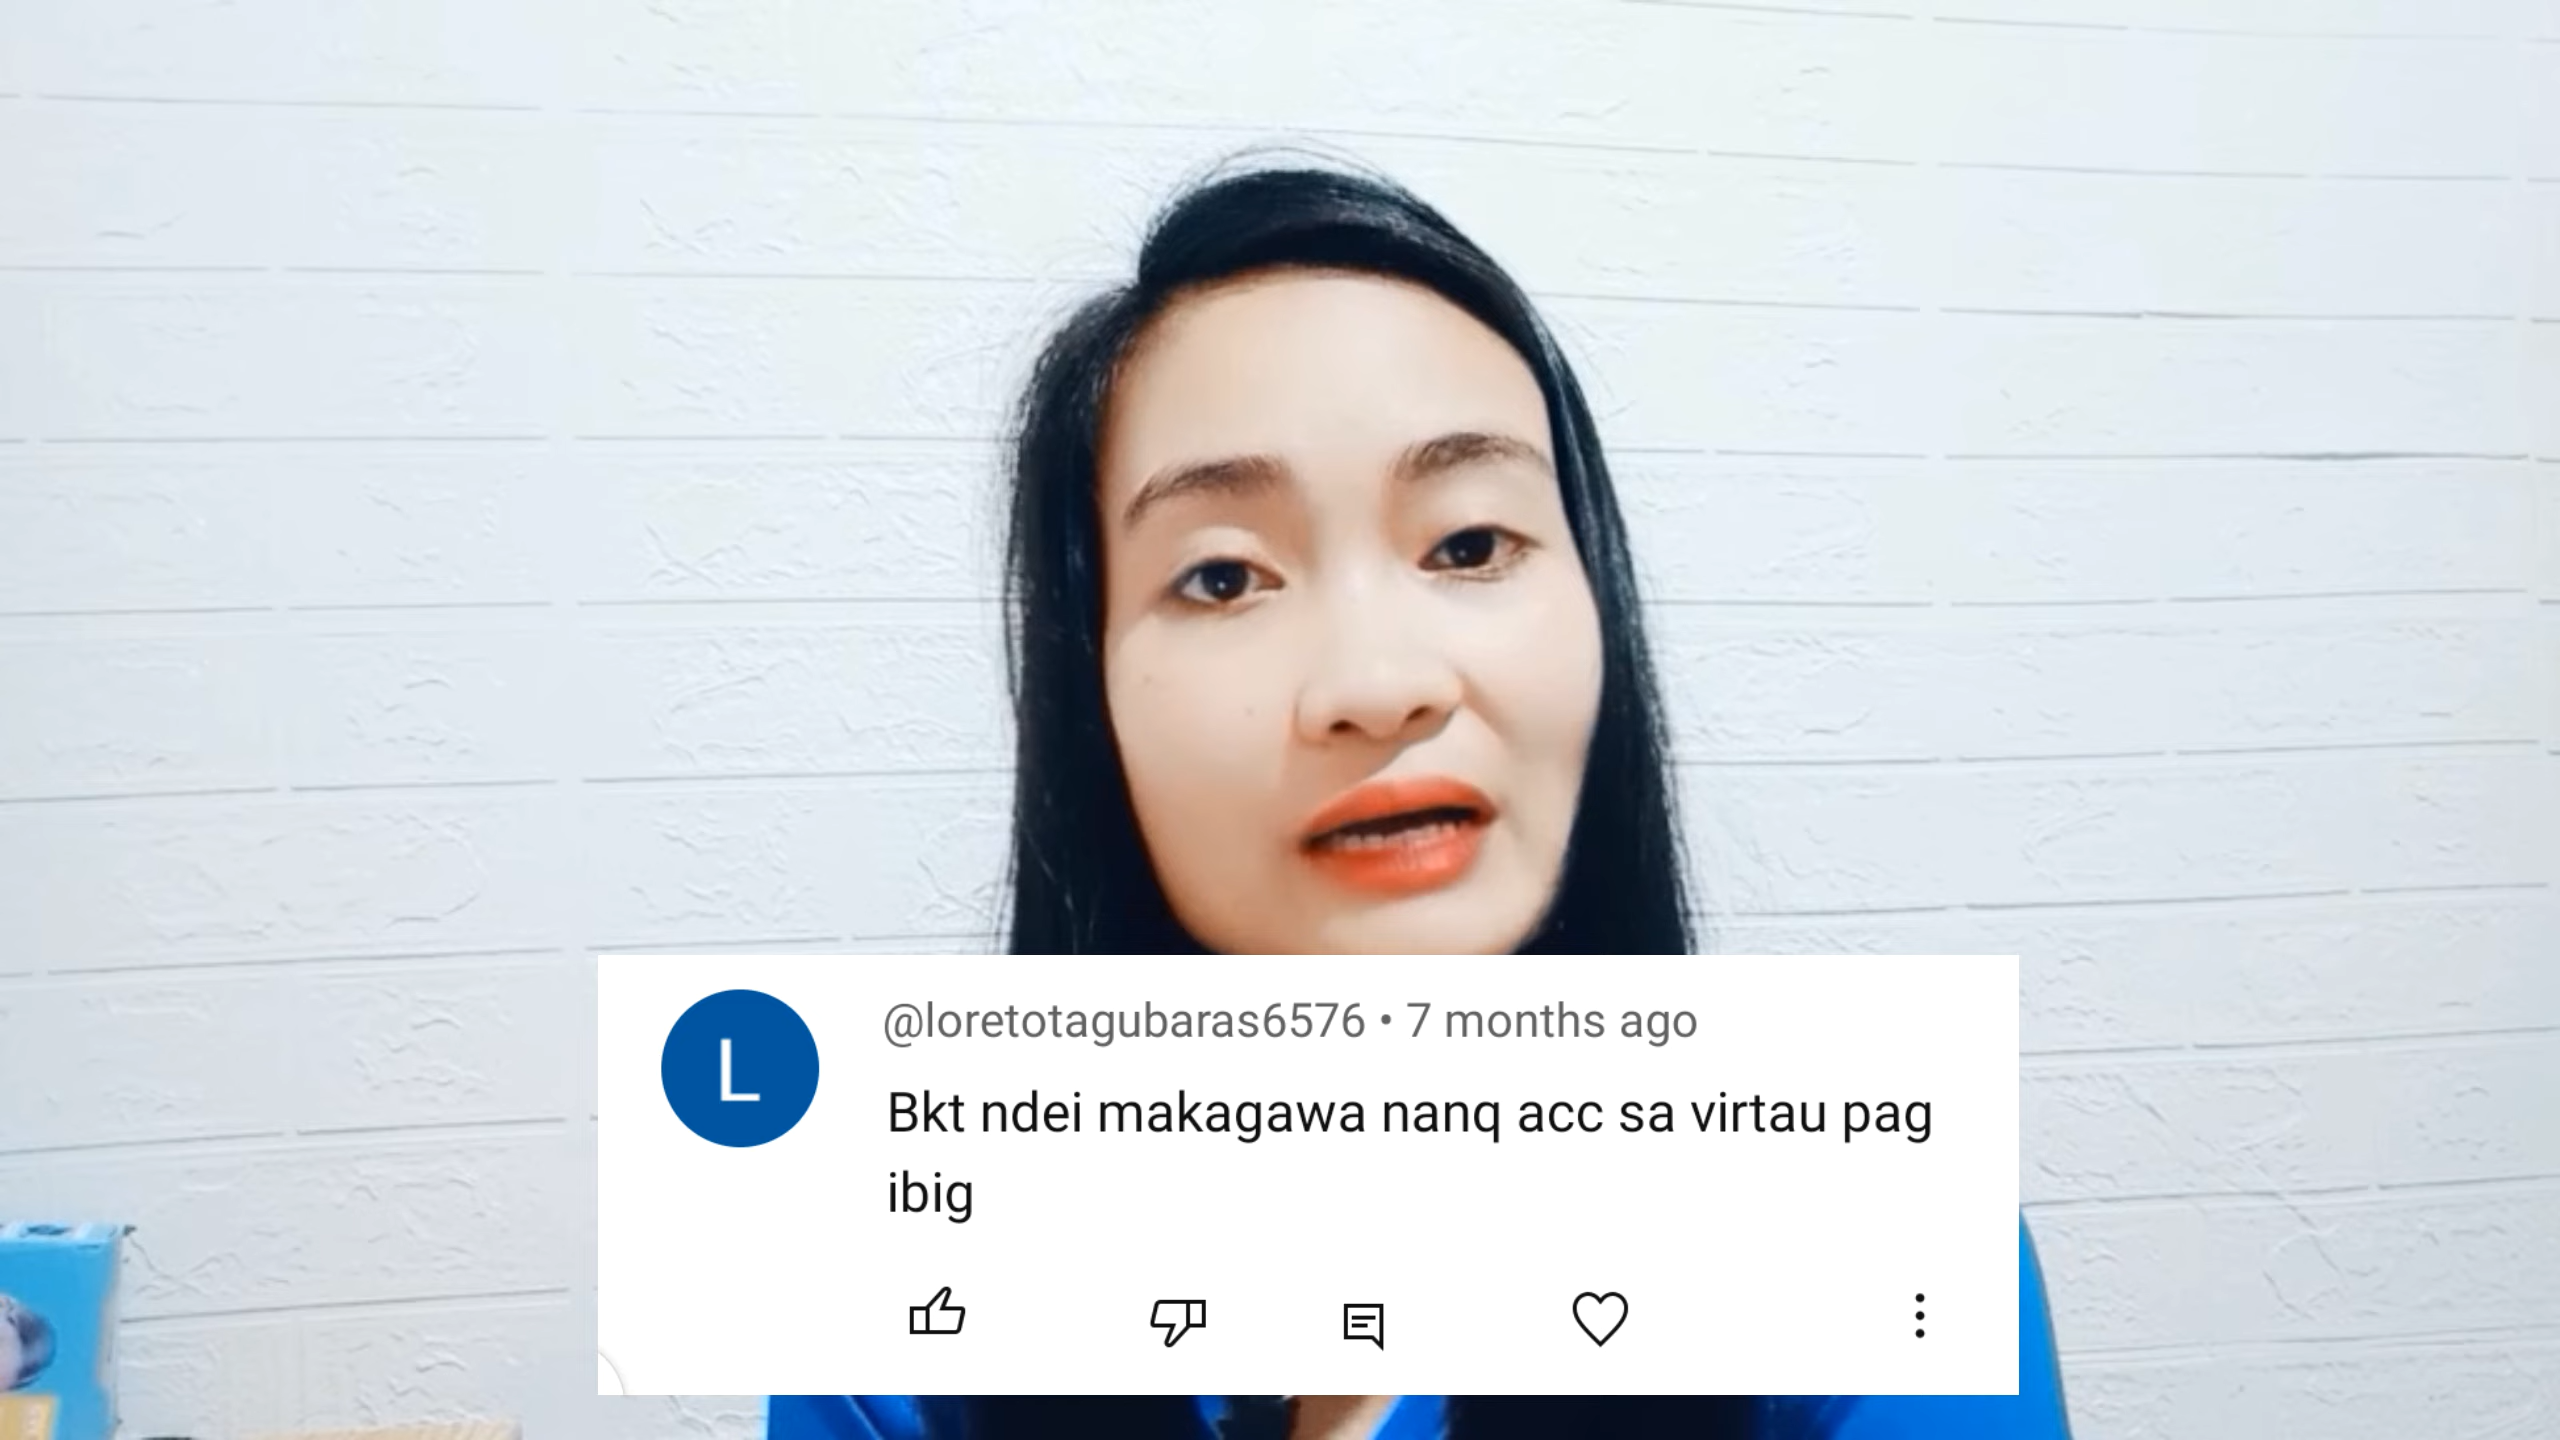 L
@loretotagubaras6576 • 7 months ago
Bkt ndei makagawa nanq acc sa virtau pag
ibig